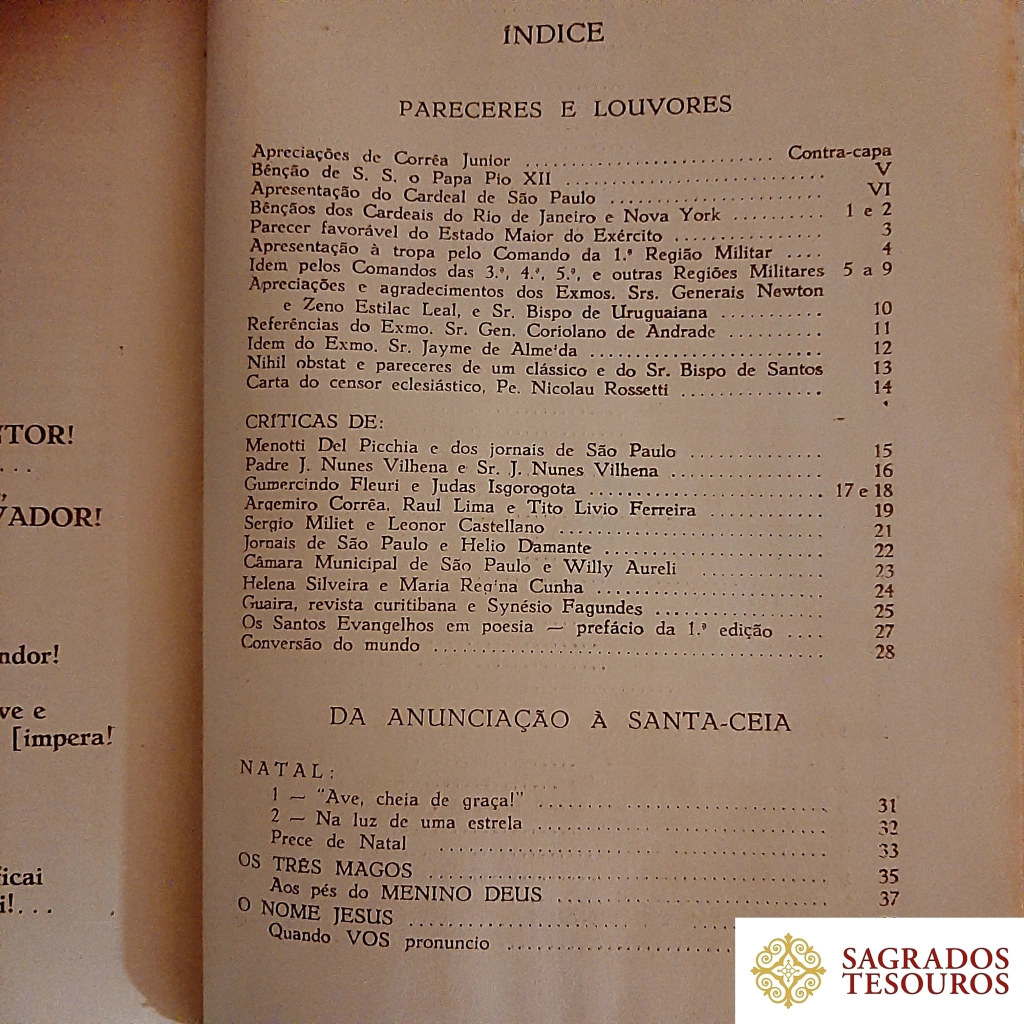 NTOR!
. . .
VADOR!
ndor!
ve e
[impera!
ficai
i!. . .
ÍNDICE
PARECERES E LOUVORES
Apreciações de Corrêa Junior .......................... Contra-capa
Bênção de S. S. o Papa Pio XII ........................... V
Apresentação do Cardeal de São Paulo ...................... VI
Bênçãos dos Cardeais do Rio de Janeiro e Nova York .......... 1 e 2
Parecer favorável do Estado Maior do Exército ................ 3
Apresentação à tropa pelo Comando da 1.ª Região Militar .... 4
Idem pelos Comandos das 3.ª, 4.ª, 5.ª, e outras Regiões Militares 5 a 9
Apreciações e agradecimentos dos Exmos. Srs. Generais Newton
e Zeno Estilac Leal, e Sr. Bispo de Uruguaiana ........... 10
Referências do Exmo. Sr. Gen. Coriolano de Andrade .......... 11
Idem do Exmo. Sr. Jayme de Alme'da ........................ 12
Nihil obstat e pareceres de um clássico e do Sr. Bispo de Santos 13
Carta do censor eclesiástico, Pe. Nicolau Rossetti ............... 14
CRÍTICAS DE:
Menotti Del Picchia e dos jornais de São Paulo .............. 15
Padre J. Nunes Vilhena e Sr. J. Nunes Vilhena ................ 16
Gumercindo Fleuri e Judas Isgorogota ......................... 17 e 18
Argemiro Corrêa, Raul Lima e Tito Livio Ferreira ............ 19
Sergio Miliet e Leonor Castellano ............................ 21
Jornais de São Paulo e Helio Damante ....................... 22
Câmara Municipal de São Paulo e Willy Aureli ............. 23
Helena Silveira e Maria Reg'na Cunha ........................ 24
Guaira, revista curitibana e Synésio Fagundes .................. 25
Os Santos Evangelhos em poesia — prefácio da 1.ª edição .... 27
Conversão do mundo ........................................ 28
DA ANUNCIAÇÃO À SANTA-CEIA
NATAL:
1 — "Ave, cheia de graça!" ............................. 31
2 — Na luz de uma estrela ............................. 32
Prece de Natal ....................................... 33
OS TRÊS MAGOS ......................................... 35
Aos pés do MENINO DEUS ........................... 37
O NOME JESUS ..........................................
Quando VOS pronuncio ......................
SAGRADOS
TESOUROS